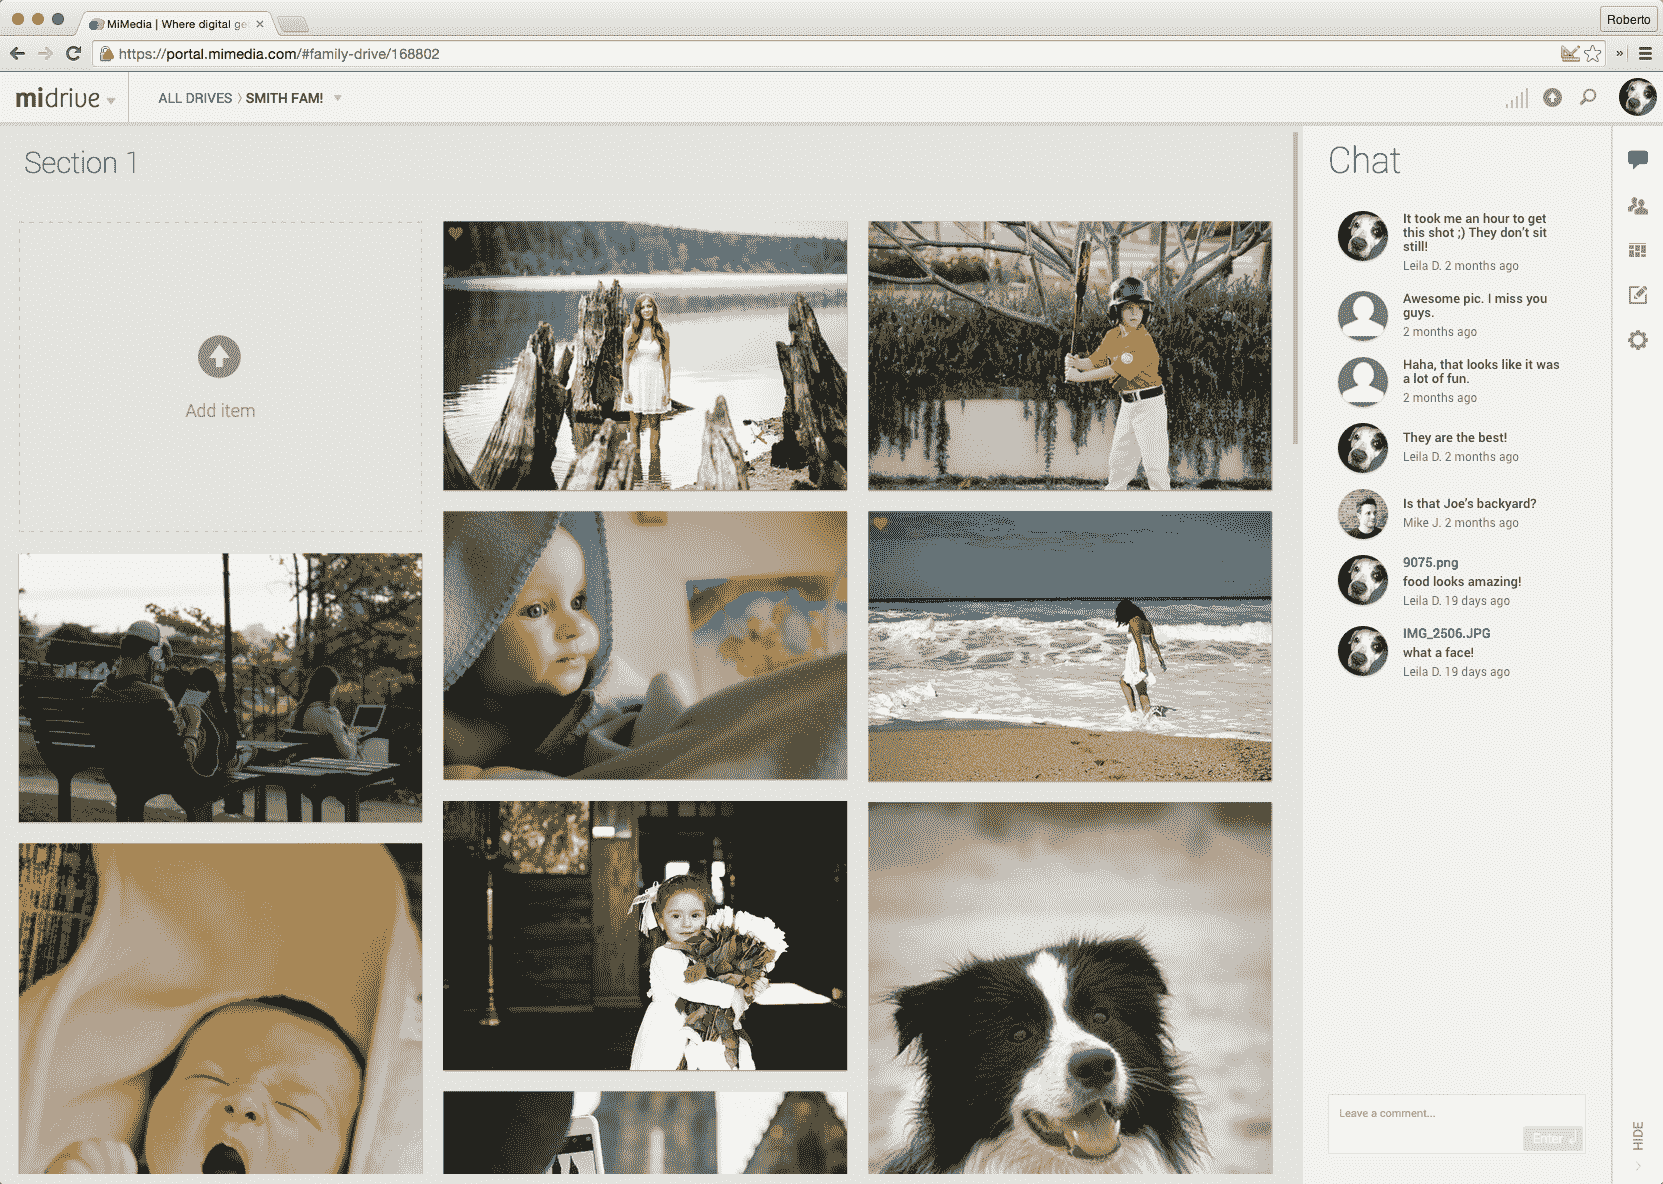 MiMedia | Where digital ge
Roberto
https://portal.mimedia.com/#family-drive/168802
midrive
ALL DRIVES 〉 SMITH FAM!
Section 1
Add item
Chat
It took me an hour to get
this shot ;) They don't sit
still!
Leila D. 2 months ago
Awesome pic. I miss you
guys.
2 months ago
Haha, that looks like it was
a lot of fun.
2 months ago
They are the best!
Leila D. 2 months ago
Is that Joe's backyard?
Mike J. 2 months ago
9075.png
food looks amazing!
Leila D. 19 days ago
IMG_2506.JPG
what a face!
Leila D. 19 days ago
Leave a comment...
Enter
HIDE